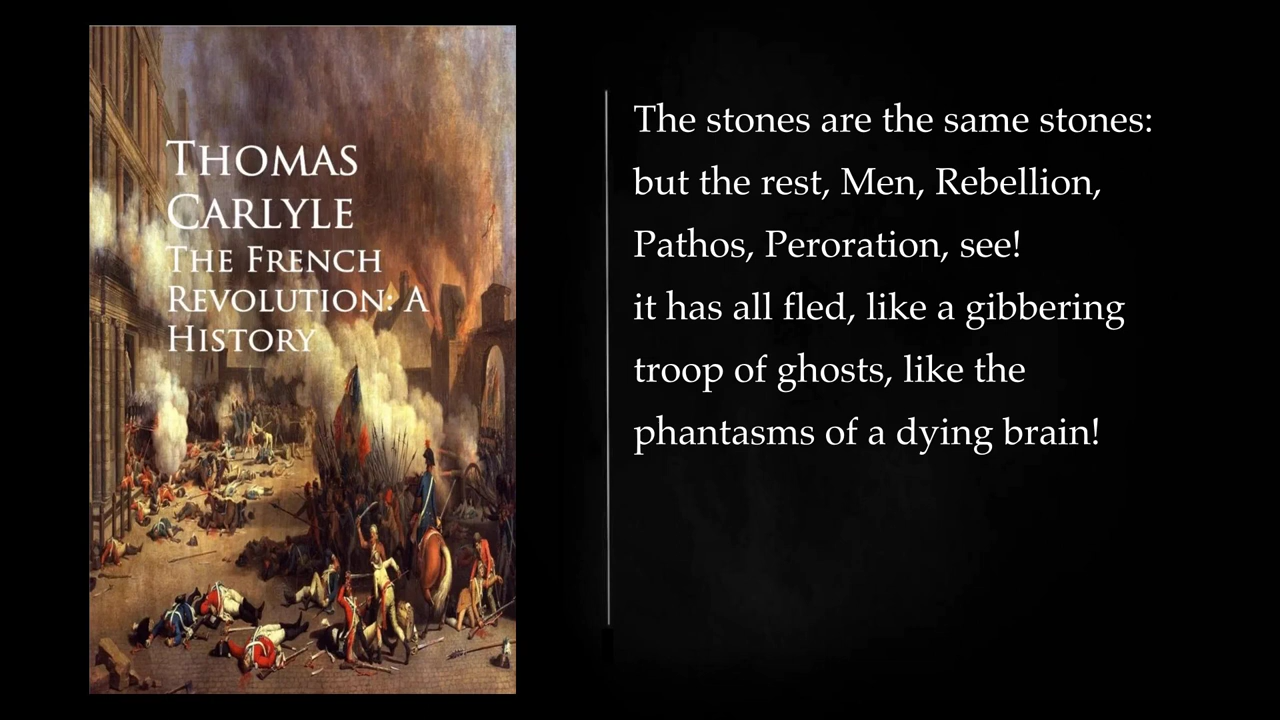 THOMAS
CARLYLE
THE FRENCH
REVOLUTION: A
HISTORY
The stones are the same stones:
but the rest, Men, Rebellion,
Pathos, Peroration, see!
it has all fled, like a gibbering
troop of ghosts, like the
phantasms of a dying brain!